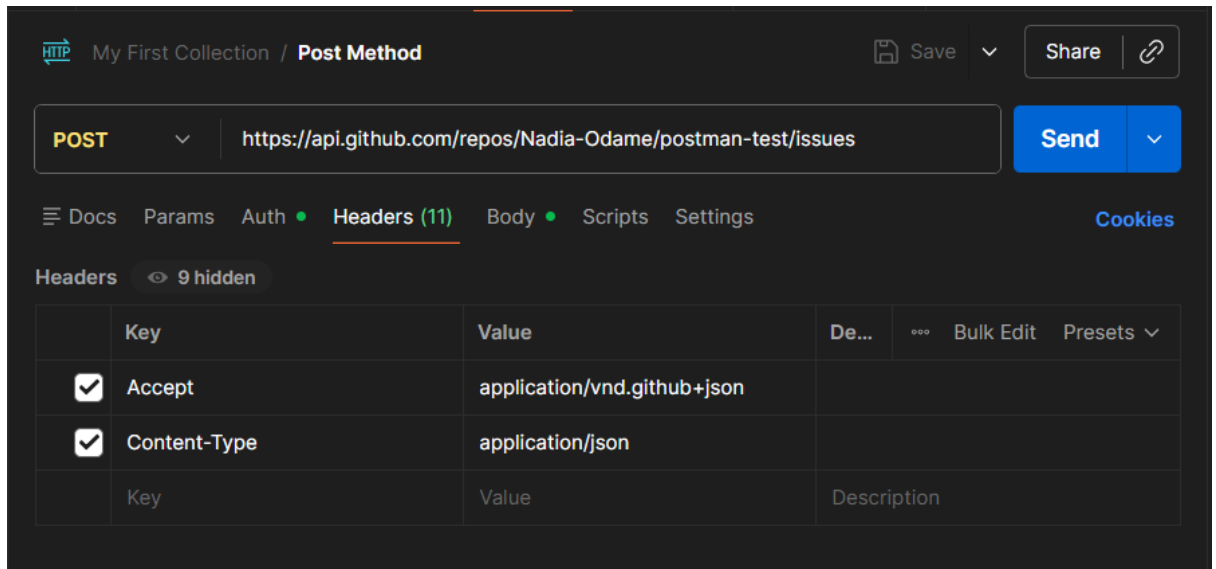 HTTP My First Collection / Post Method Save Share
POST https://api.github.com/repos/Nadia-Odame/postman-test/issues Send
Docs Params Auth Headers (11) Body Scripts Settings Cookies
Headers 9 hidden
Key Value De... Bulk Edit Presets
Accept application/vnd.github+json
Content-Type application/json
Key Value Description